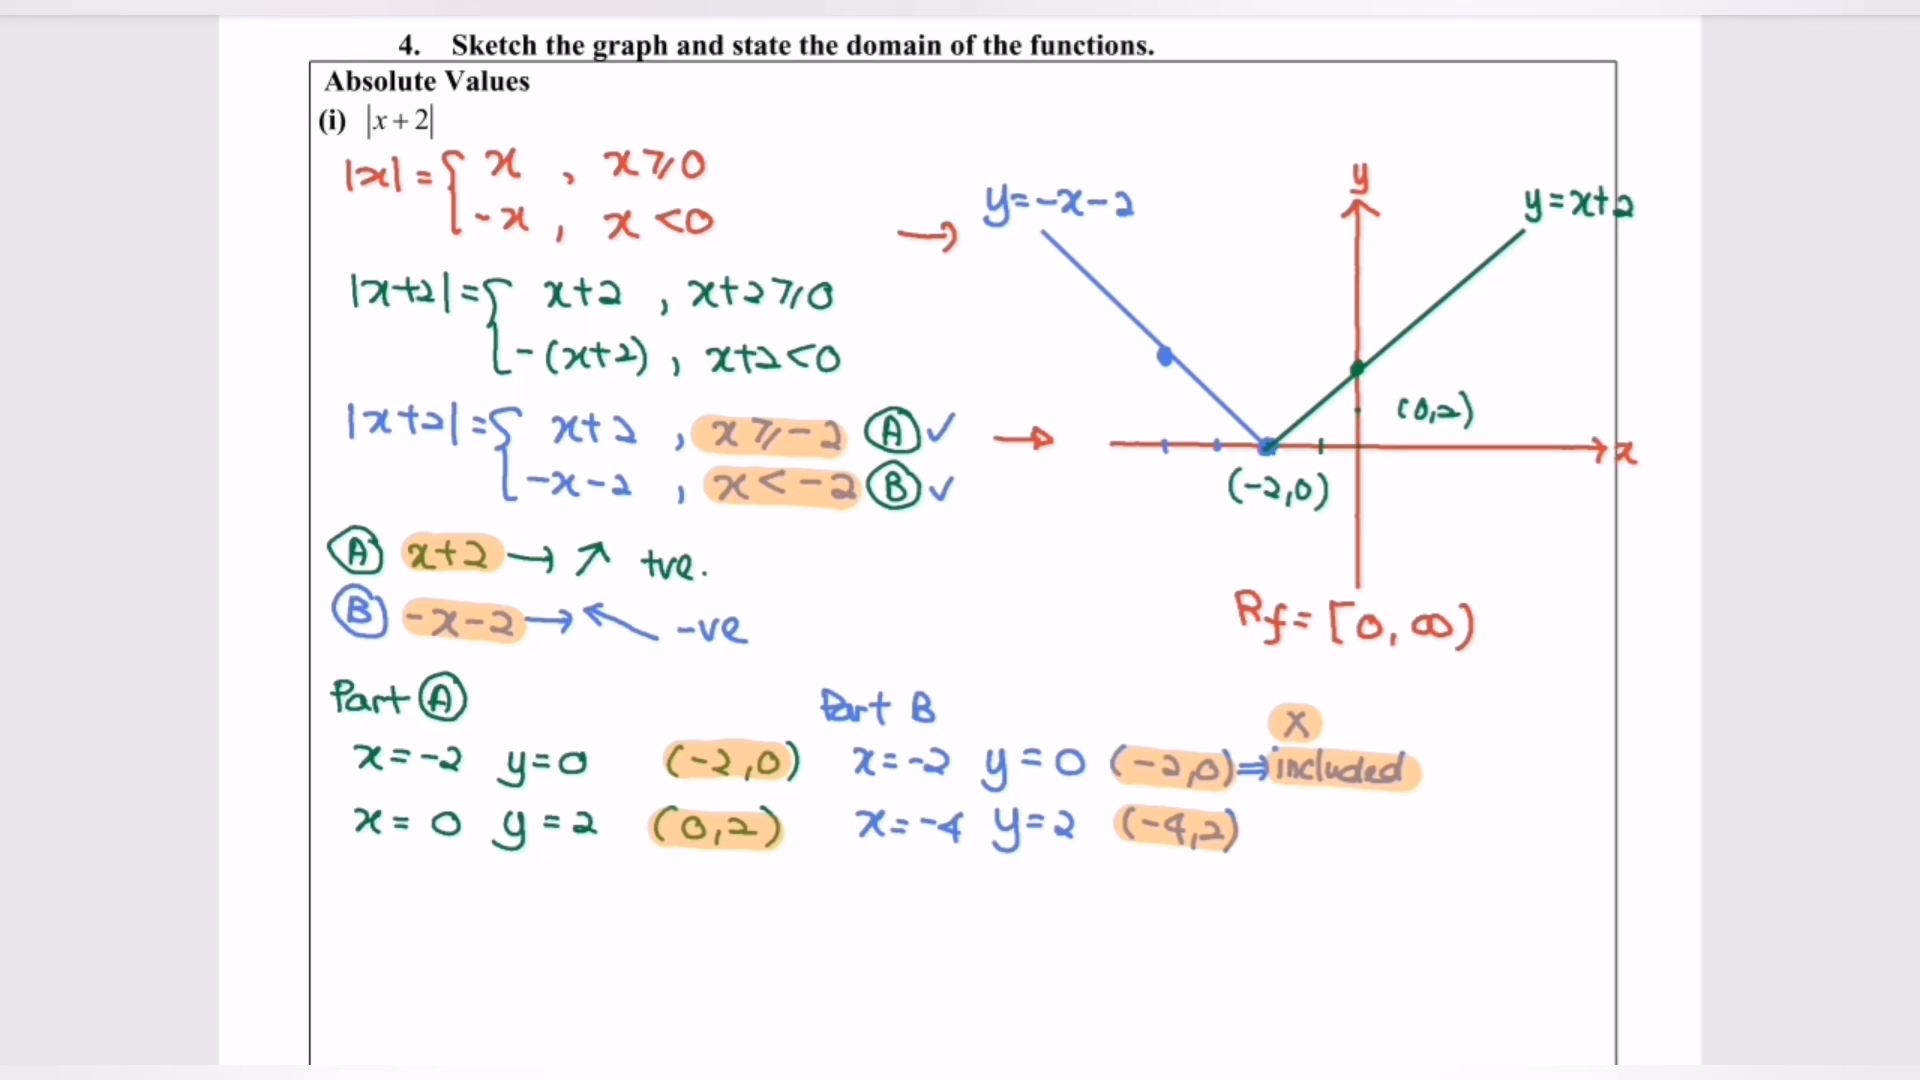 4. Sketch the graph and state the domain of the functions.
Absolute Values
(i) |x+2|
|x| = { x , x ≥ 0
-x , x < 0
|x+2| = { x+2 , x+2 ≥ 0
-(x+2) , x+2 < 0
|x+2| = { x+2 , x ≥ -2 (A) ✓
-x-2 , x < -2 (B) ✓
(A) x+2 → ↗ +ve.
(B) -x-2 → ↖ -ve
Part (A)
x = -2 y = 0 (-2,0)
x = 0 y = 2 (0,2)
Part B
x = -2 y = 0 (-2,0) ⇒ x included
x = -4 y = 2 (-4,2)
→ y = -x-2
y
y = x+2
(0,2)
→ x
(-2,0)
Rf = [0, ∞)